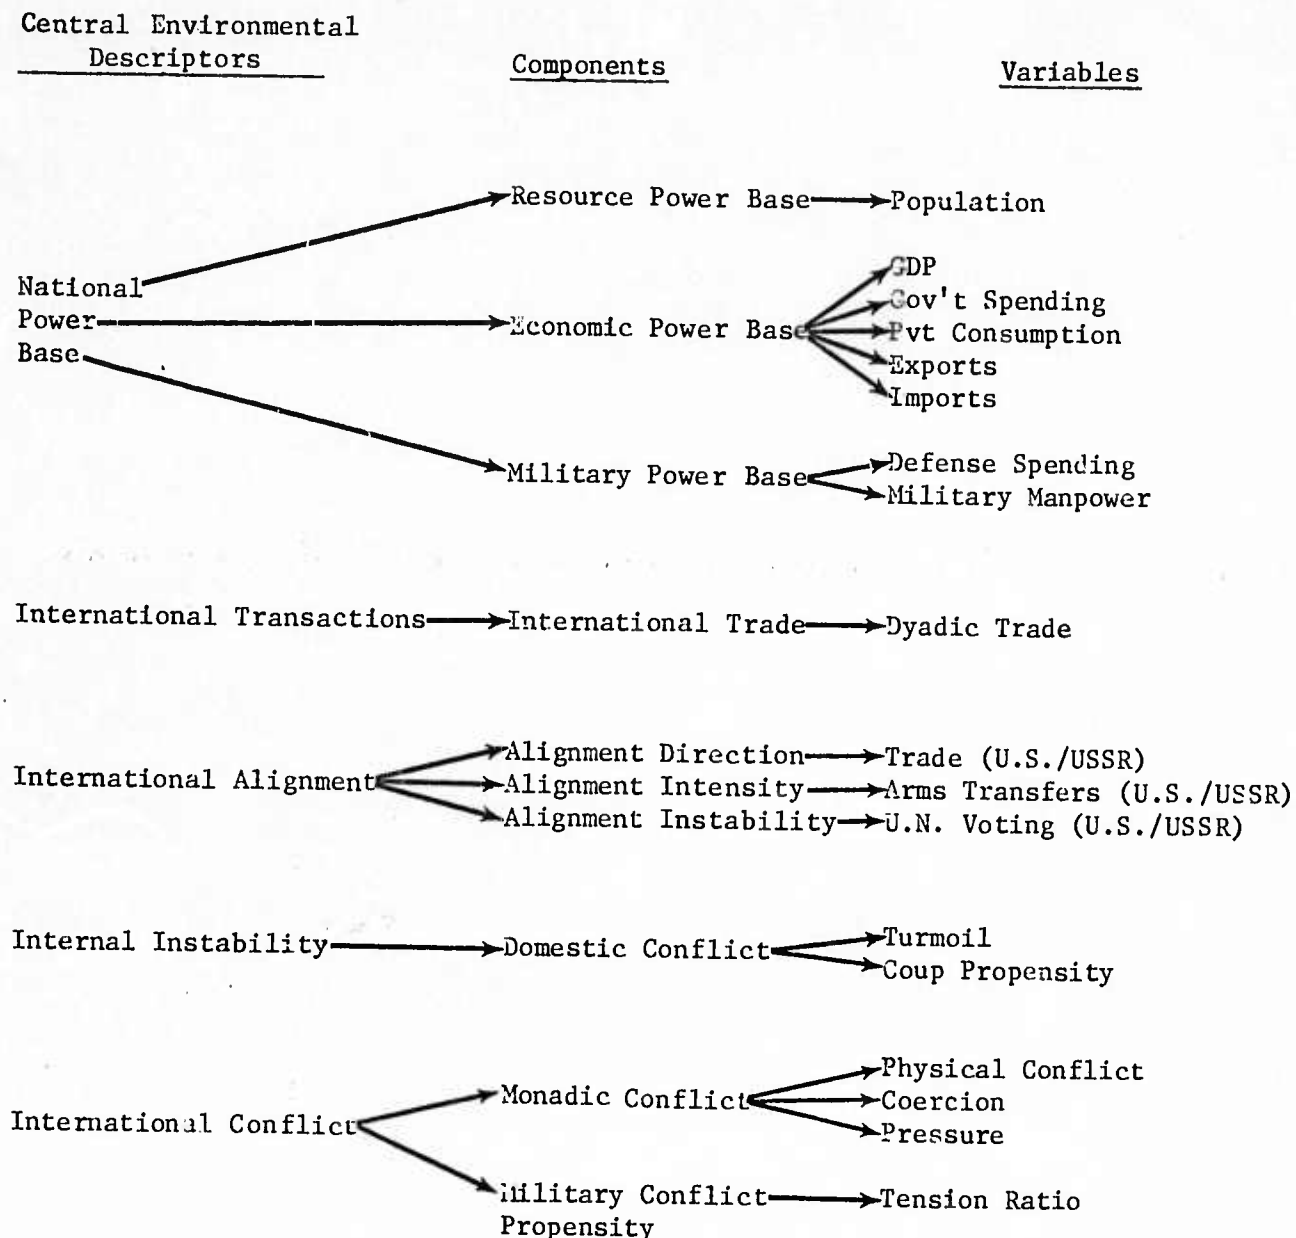 Central Environmental
Descriptors
Components
Variables
Resource Power Base
Population
National
Power
Base
Economic Power Base
GDP
Gov't Spending
Pvt Consumption
Exports
Imports
Military Power Base
Defense Spending
Military Manpower
International Transactions
International Trade
Dyadic Trade
International Alignment
Alignment Direction
Trade (U.S./USSR)
Alignment Intensity
Arms Transfers (U.S./USSR)
Alignment Instability
U.N. Voting (U.S./USSR)
Internal Instability
Domestic Conflict
Turmoil
Coup Propensity
International Conflict
Monadic Conflict
Physical Conflict
Coercion
Pressure
Military Conflict
Propensity
Tension Ratio